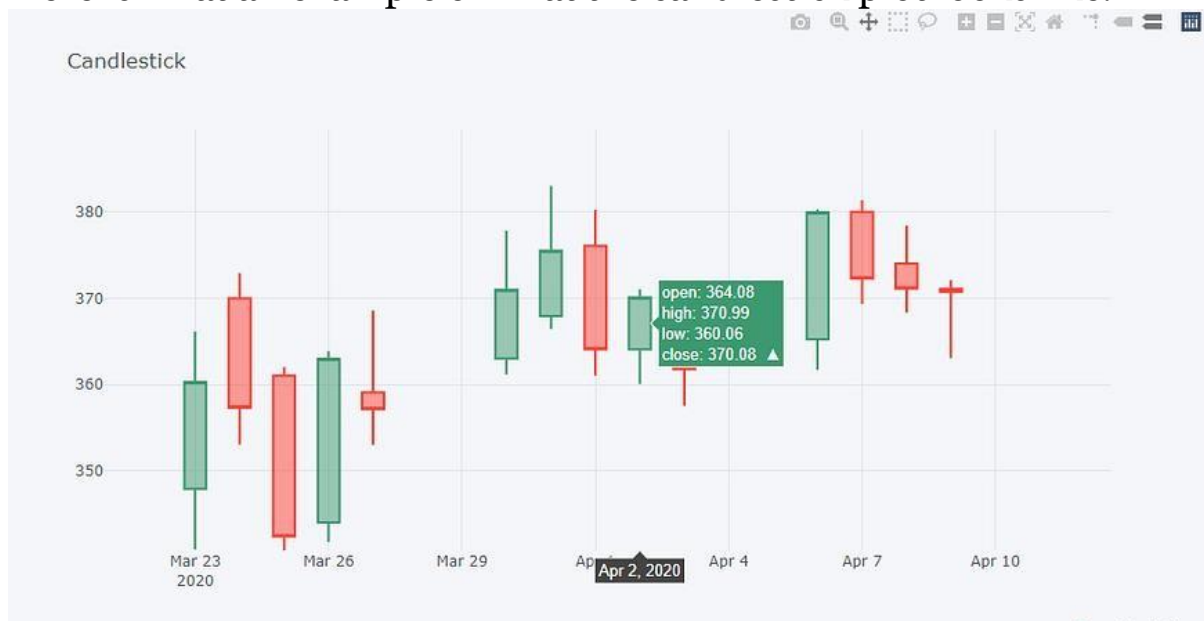 Candlestick
380
370
360
350
open: 364.08
high: 370.99
low: 360.06
close: 370.08 ▲
Mar 23
2020
Mar 26
Mar 29
Apr 2, 2020
Apr 4
Apr 7
Apr 10